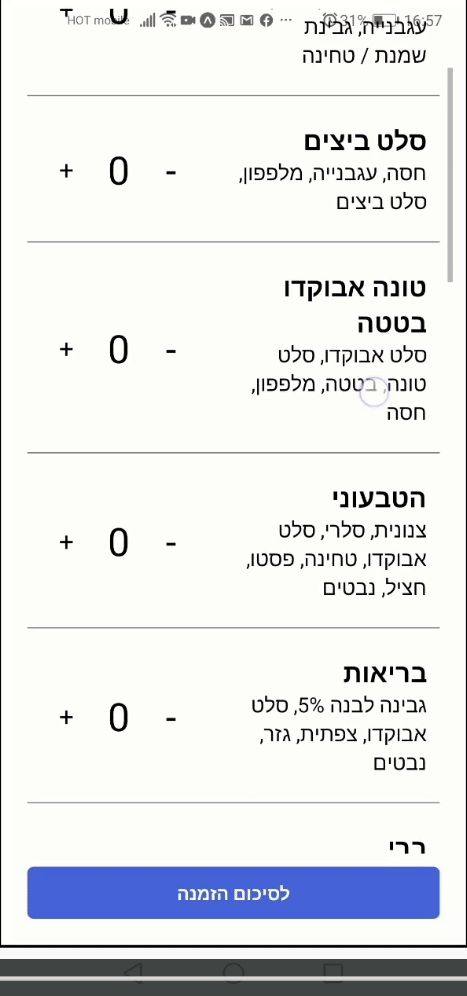 HOT mobile 31% 16:57
עגבנייה, גבינת
שמנת / טחינה
סלט ביצים
חסה, עגבנייה, מלפפון,
סלט ביצים
+ 0 -
טונה אבוקדו
בטטה
סלט אבוקדו, סלט
טונה, בטטה, מלפפון,
חסה
+ 0 -
הטבעוני
צנונית, סלרי, סלט
אבוקדו, טחינה, פסטו,
חציל, נבטים
+ 0 -
בריאות
גבינה לבנה 5%, סלט
אבוקדו, צפתית, גזר,
נבטים
+ 0 -
לסיכום הזמנה